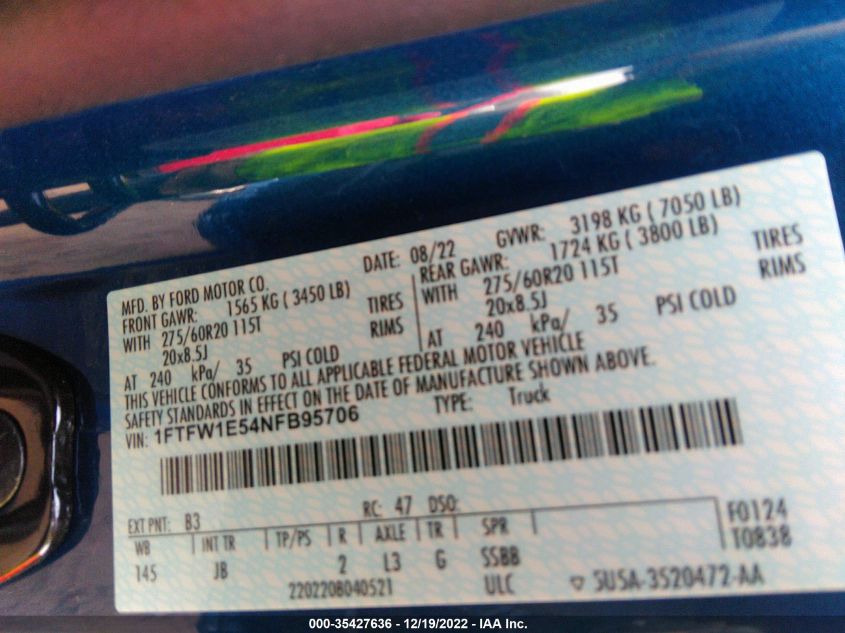 MFD. BY FORD MOTOR CO. DATE: 08/22 GVWR: 3198 KG ( 7050 LB)
FRONT GAWR: 1565 KG ( 3450 LB) REAR GAWR: 1724 KG ( 3800 LB)
WITH 275/60R20 115T TIRES WITH 275/60R20 115T TIRES
20x8.5J RIMS 20x8.5J RIMS
AT 240 kPa/ 35 PSI COLD AT 240 kPa/ 35 PSI COLD
THIS VEHICLE CONFORMS TO ALL APPLICABLE FEDERAL MOTOR VEHICLE
SAFETY STANDARDS IN EFFECT ON THE DATE OF MANUFACTURE SHOWN ABOVE.
VIN: 1FTFW1E54NFB95706 TYPE: Truck
EXT PNT: B3 RC: 47 DSO: F0124
WB INT TR TP/PS R AXLE TR SPR T0838
145 JB 2 L3 G SSBB
2202208040521 ULC 5USA-3520472-AA
000-35427636 - 12/19/2022 - IAA Inc.